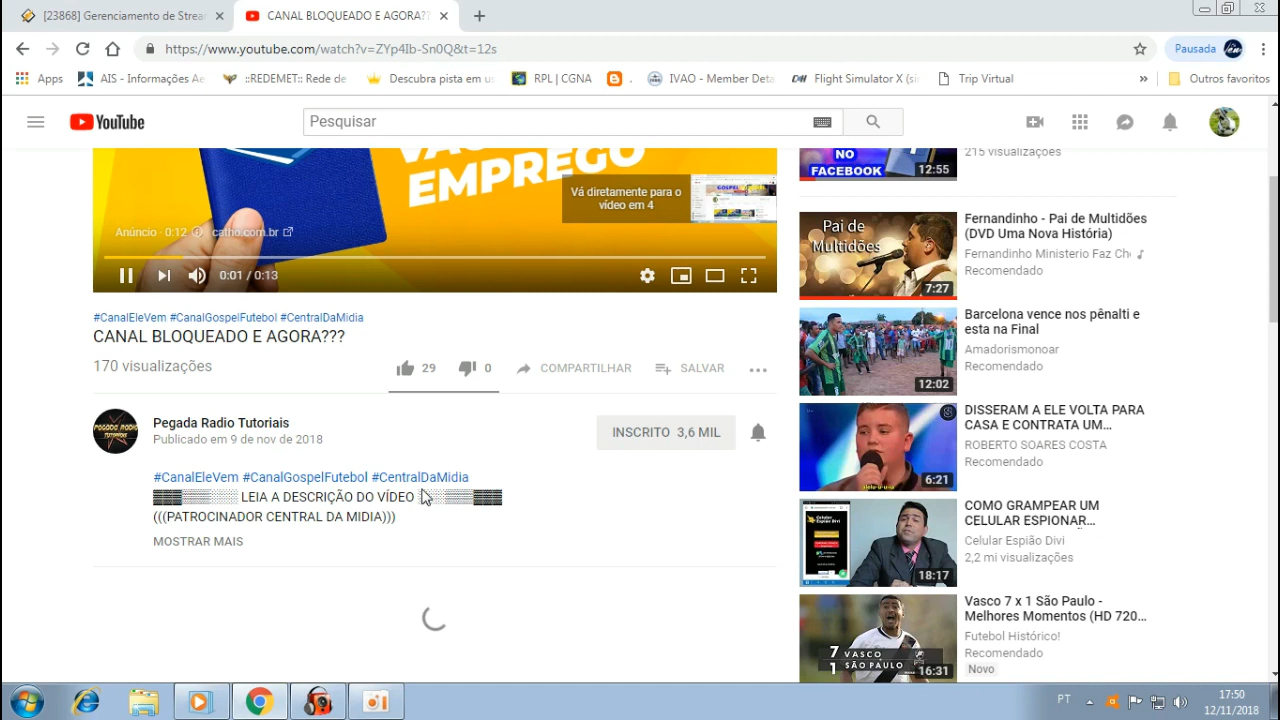 [23868] Gerenciamento de Strea
CANAL BLOQUEADO E AGORA??
https://www.youtube.com/watch?v=ZYp4Ib-Sn0Q&t=12s
Pausada
Apps
AIS - Informações Ae
::REDEMET:: Rede de
Descubra pista em us
RPL | CGNA
.
IVAO - Member Deta
Flight Simulator X (si
Trip Virtual
»
Outros favoritos
YouTube
Pesquisar
EMPREGO
Vá diretamente para o
vídeo em 4
Anúncio · 0:12
catho.com.br
0:01 / 0:13
#CanalEleVem #CanalGospelFutebol #CentralDaMidia
CANAL BLOQUEADO E AGORA???
170 visualizações
29
0
COMPARTILHAR
SALVAR
Pegada Radio Tutoriais
Publicado em 9 de nov de 2018
INSCRITO 3,6 MIL
#CanalEleVem #CanalGospelFutebol #CentralDaMidia
LEIA A DESCRIÇÃO DO VÍDEO
(((PATROCINADOR CENTRAL DA MIDIA)))
MOSTRAR MAIS
NO
FACEBOOK
12:55
215 visualizações
Pai de
Multidões
7:27
Fernandinho - Pai de Multidões
(DVD Uma Nova História)
Fernandinho Ministerio Faz Ch
Recomendado
12:02
Barcelona vence nos pênalti e
esta na Final
Amadorismonoar
Recomendado
6:21
DISSERAM A ELE VOLTA PARA
CASA E CONTRATA UM...
ROBERTO SOARES COSTA
Recomendado
18:17
COMO GRAMPEAR UM
CELULAR ESPIONAR...
Celular Espião Divi
2,2 mi visualizações
7 VASCO
1 SÃO PAULO
16:31
Vasco 7 x 1 São Paulo -
Melhores Momentos (HD 720...
Futebol Histórico!
Recomendado
Novo
PT
17:50
12/11/2018